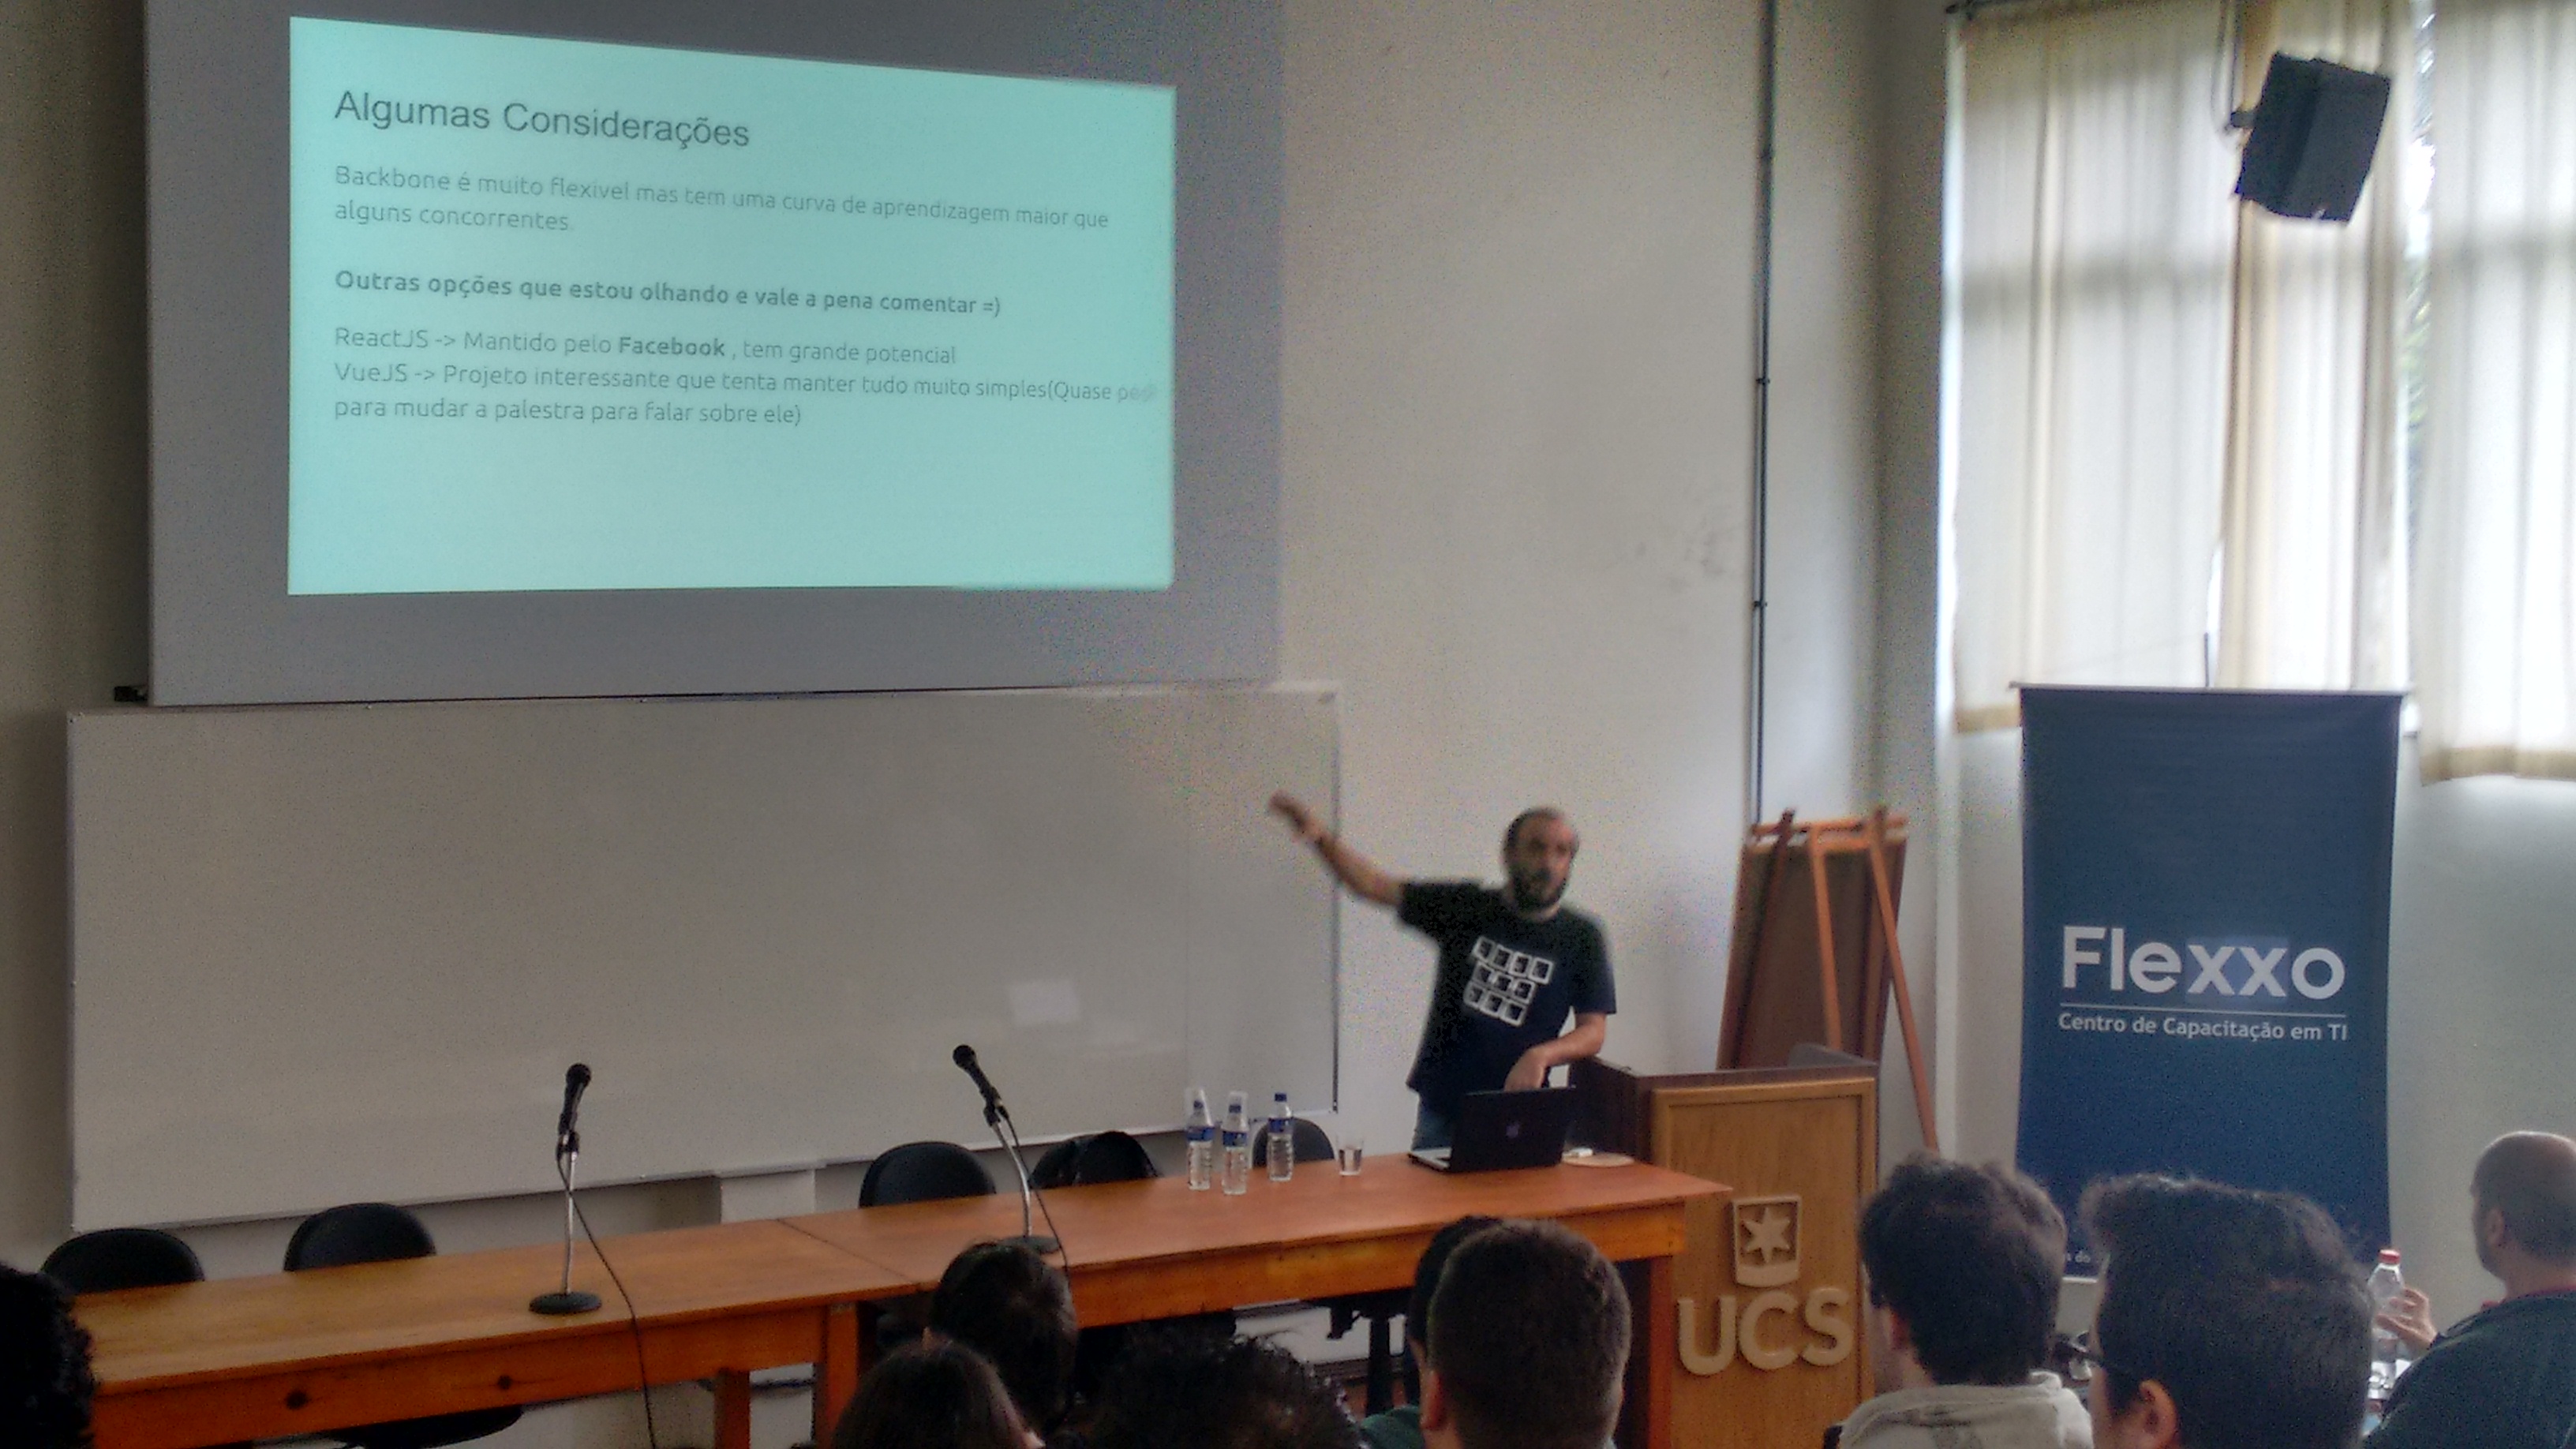 Algumas Considerações
Backbone é muito flexivel mas tem uma curva de aprendizagem maior que
alguns concorrentes.
Outras opções que estou olhando e vale a pena comentar =)
ReactJS -> Mantido pelo Facebook , tem grande potencial
VueJS -> Projeto interessante que tenta manter tudo muito simples(Quase
para mudar a palestra para falar sobre ele)
Flexxo
Centro de Capacitação em TI
UCS